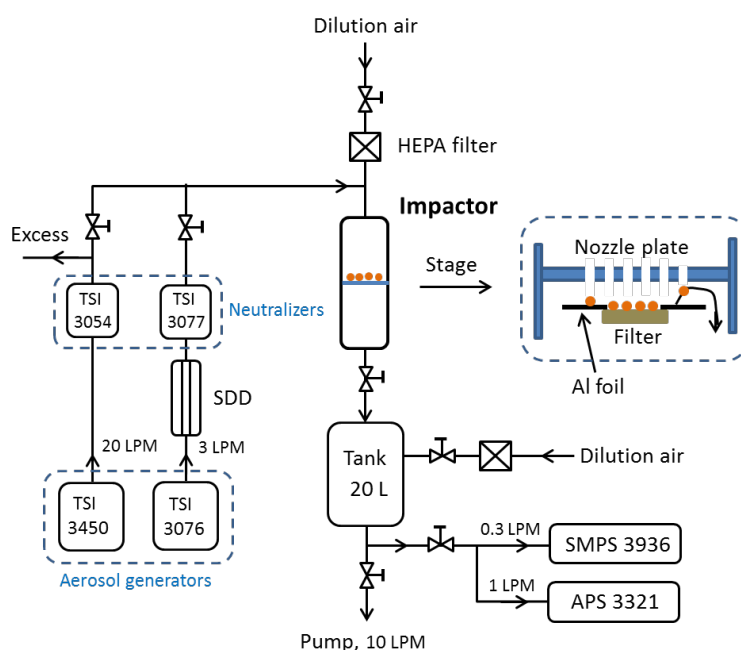 Dilution air
HEPA filter
Impactor
Excess
Stage
Nozzle plate
TSI
3054
TSI
3077
Neutralizers
Filter
Al foil
SDD
20 LPM
3 LPM
Tank
20 L
Dilution air
TSI
3450
TSI
3076
0.3 LPM
SMPS 3936
Aerosol generators
1 LPM
APS 3321
Pump, 10 LPM